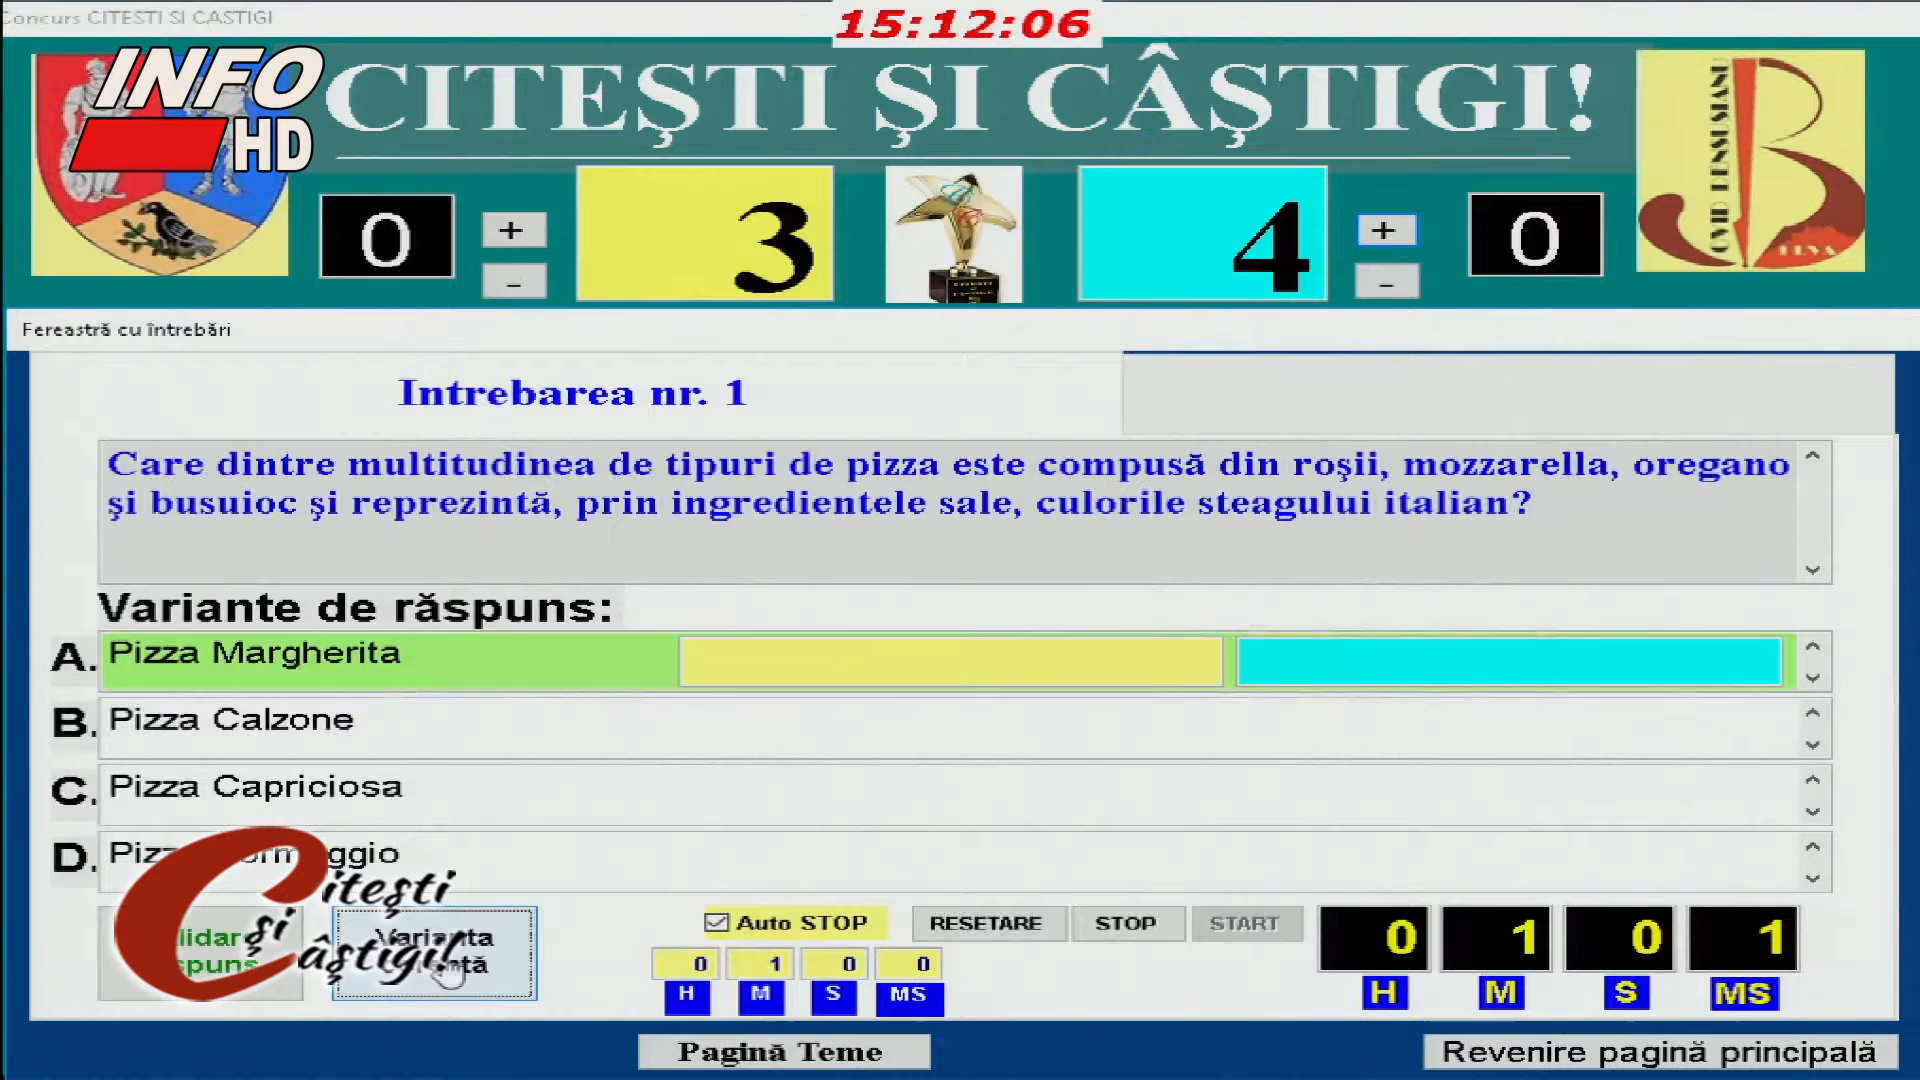 Concurs CITESTI SI CASTIGI
15:12:06
INFO
HD
CITEŞTI ŞI CÂŞTIGI!
OVID DENSUSIANU
DEVA
0
+
-
3
4
+
-
0
Fereastră cu întrebări
Intrebarea nr. 1
Care dintre multitudinea de tipuri de pizza este compusă din roşii, mozzarella, oregano
şi busuioc şi reprezintă, prin ingredientele sale, culorile steagului italian?
Variante de răspuns:
A. Pizza Margherita
B. Pizza Calzone
C. Pizza Capriciosa
D.
Citeşti
şi
Câştigi!
Varianta
Auto STOP
RESETARE
STOP
START
0 1 0 0
H M S MS
0 1 0 1
H M S MS
Pagină Teme
Revenire pagină principală